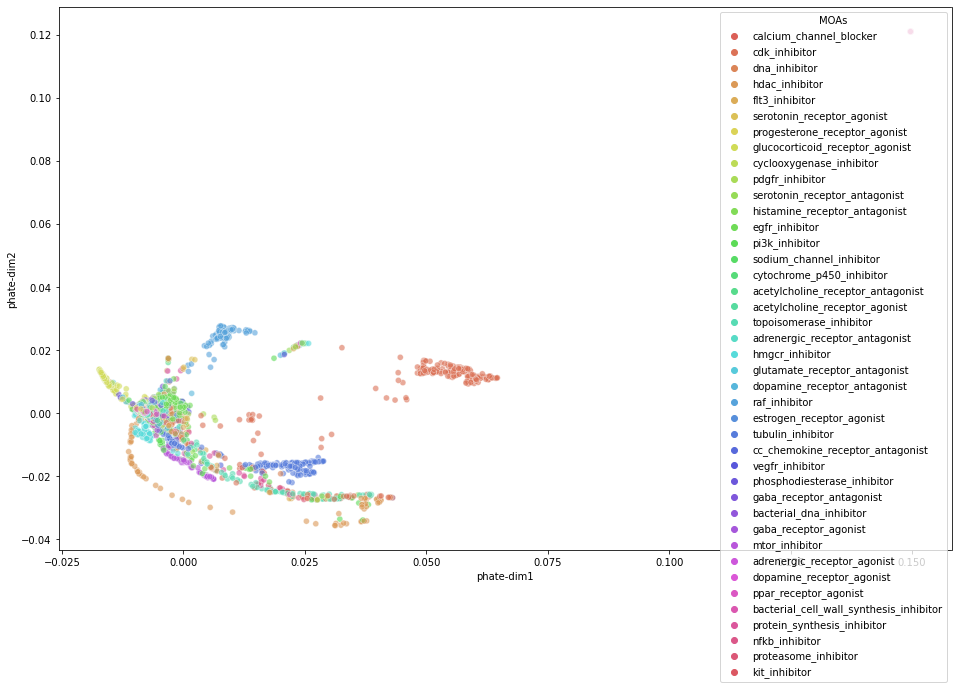 MOAs
calcium_channel_blocker
cdk_inhibitor
dna_inhibitor
hdac_inhibitor
flt3_inhibitor
serotonin_receptor_agonist
progesterone_receptor_agonist
glucocorticoid_receptor_agonist
cyclooxygenase_inhibitor
pdgfr_inhibitor
serotonin_receptor_antagonist
histamine_receptor_antagonist
egfr_inhibitor
pi3k_inhibitor
sodium_channel_inhibitor
cytochrome_p450_inhibitor
acetylcholine_receptor_antagonist
acetylcholine_receptor_agonist
topoisomerase_inhibitor
adrenergic_receptor_antagonist
hmgcr_inhibitor
glutamate_receptor_antagonist
dopamine_receptor_antagonist
raf_inhibitor
estrogen_receptor_agonist
tubulin_inhibitor
cc_chemokine_receptor_antagonist
vegfr_inhibitor
phosphodiesterase_inhibitor
gaba_receptor_antagonist
bacterial_dna_inhibitor
gaba_receptor_agonist
mtor_inhibitor
adrenergic_receptor_agonist
dopamine_receptor_agonist
ppar_receptor_agonist
bacterial_cell_wall_synthesis_inhibitor
protein_synthesis_inhibitor
nfkb_inhibitor
proteasome_inhibitor
kit_inhibitor
phate-dim2
0.12
0.10
0.08
0.06
0.04
0.02
0.00
−0.02
−0.04
−0.025
0.000
0.025
0.050
0.075
0.100
0.150
phate-dim1